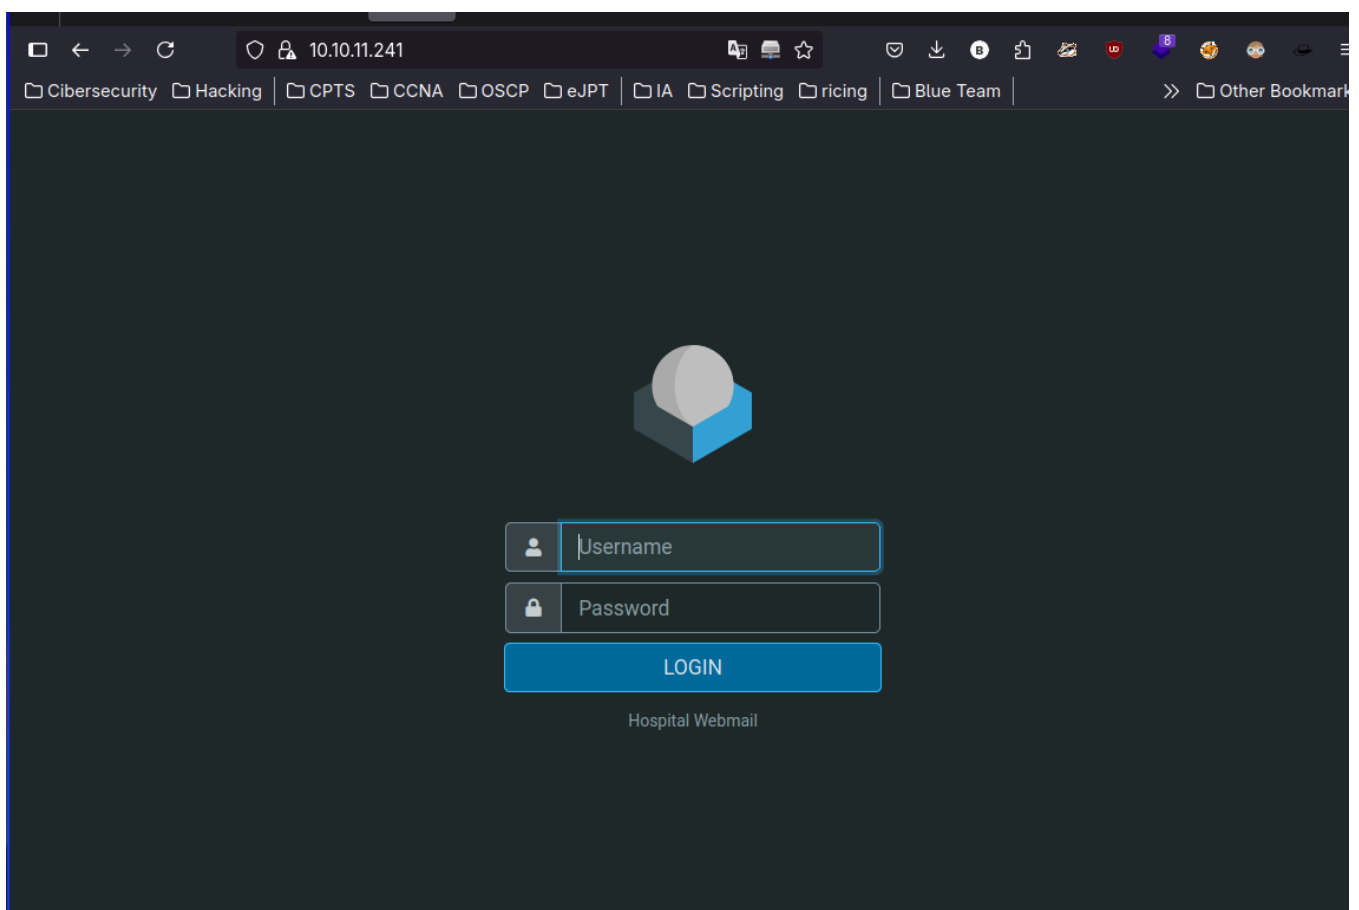 10.10.11.241
8
Cibersecurity Hacking CPTS CCNA OSCP eJPT IA Scripting ricing Blue Team Other Bookmark
Username
Password
LOGIN
Hospital Webmail